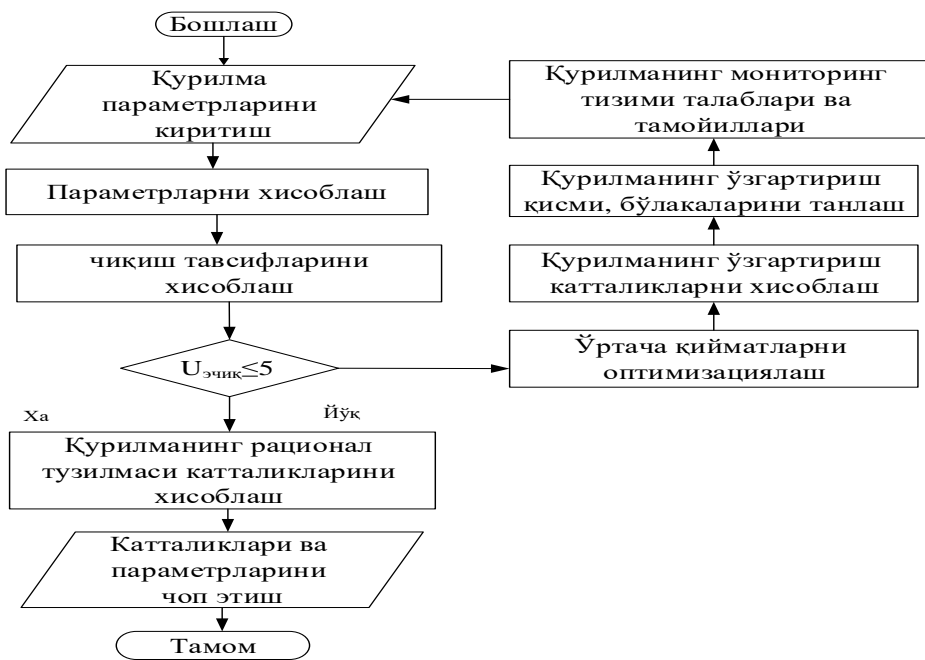 Бошлаш
Қурилма
параметрларини
киритиш
Параметрларни хисоблаш
чиқиш тавсифларини
хисоблаш
Uэчиқ≤5
Ха
Йўқ
Қурилманинг рационал
тузилмаси катталикларини
хисоблаш
Катталиклари ва
параметрларини
чоп этиш
Тамом
Қурилманинг мониторинг
тизими талаблари ва
тамойиллари
Қурилманинг ўзгартириш
қисми, бўлакаларини танлаш
Қурилманинг ўзгартириш
катталикларни хисоблаш
Ўртача қийматларни
оптимизациялаш